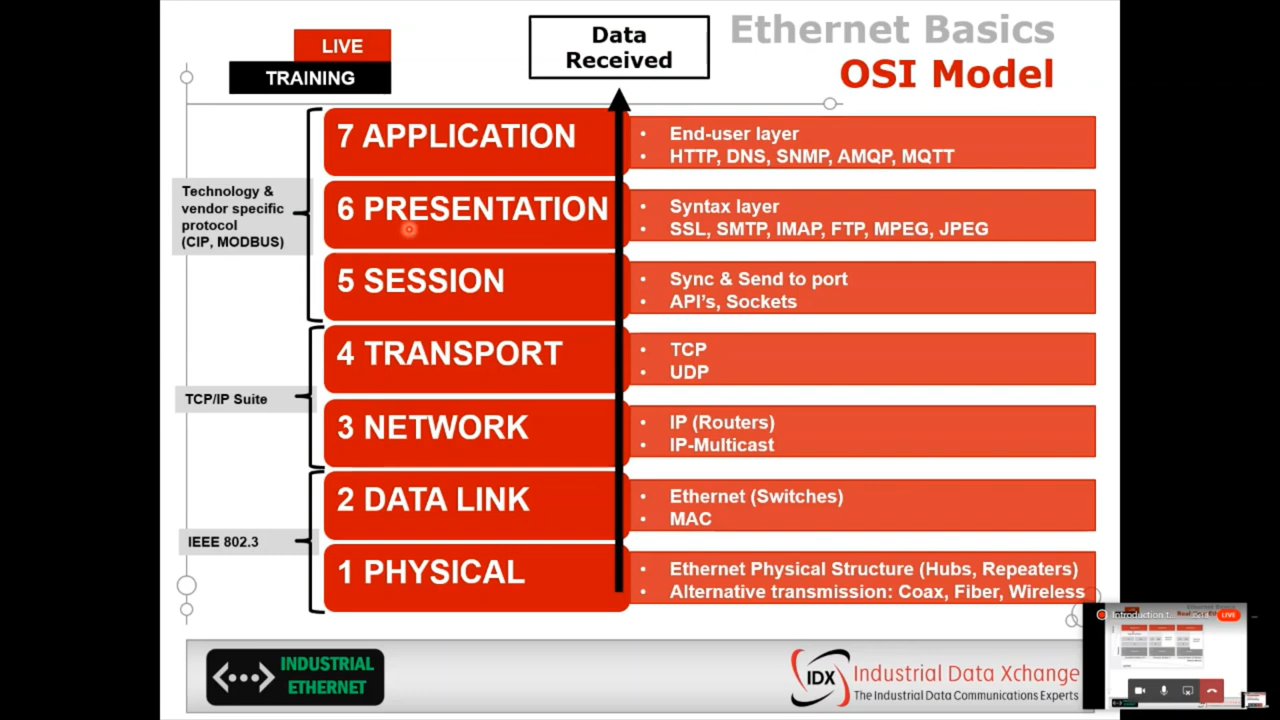 LIVE
TRAINING
Data
Received
Ethernet Basics
OSI Model
7 APPLICATION
• End-user layer
• HTTP, DNS, SNMP, AMQP, MQTT
Technology &
vendor specific
protocol
(CIP, MODBUS)
6 PRESENTATION
• Syntax layer
• SSL, SMTP, IMAP, FTP, MPEG, JPEG
5 SESSION
• Sync & Send to port
• API's, Sockets
4 TRANSPORT
• TCP
• UDP
TCP/IP Suite
3 NETWORK
• IP (Routers)
• IP-Multicast
2 DATA LINK
• Ethernet (Switches)
• MAC
IEEE 802.3
1 PHYSICAL
• Ethernet Physical Structure (Hubs, Repeaters)
• Alternative transmission: Coax, Fiber, Wireless
INDUSTRIAL
ETHERNET
IDX
Industrial Data Xchange
The Industrial Data Communications Experts
Introduction t...
LIVE